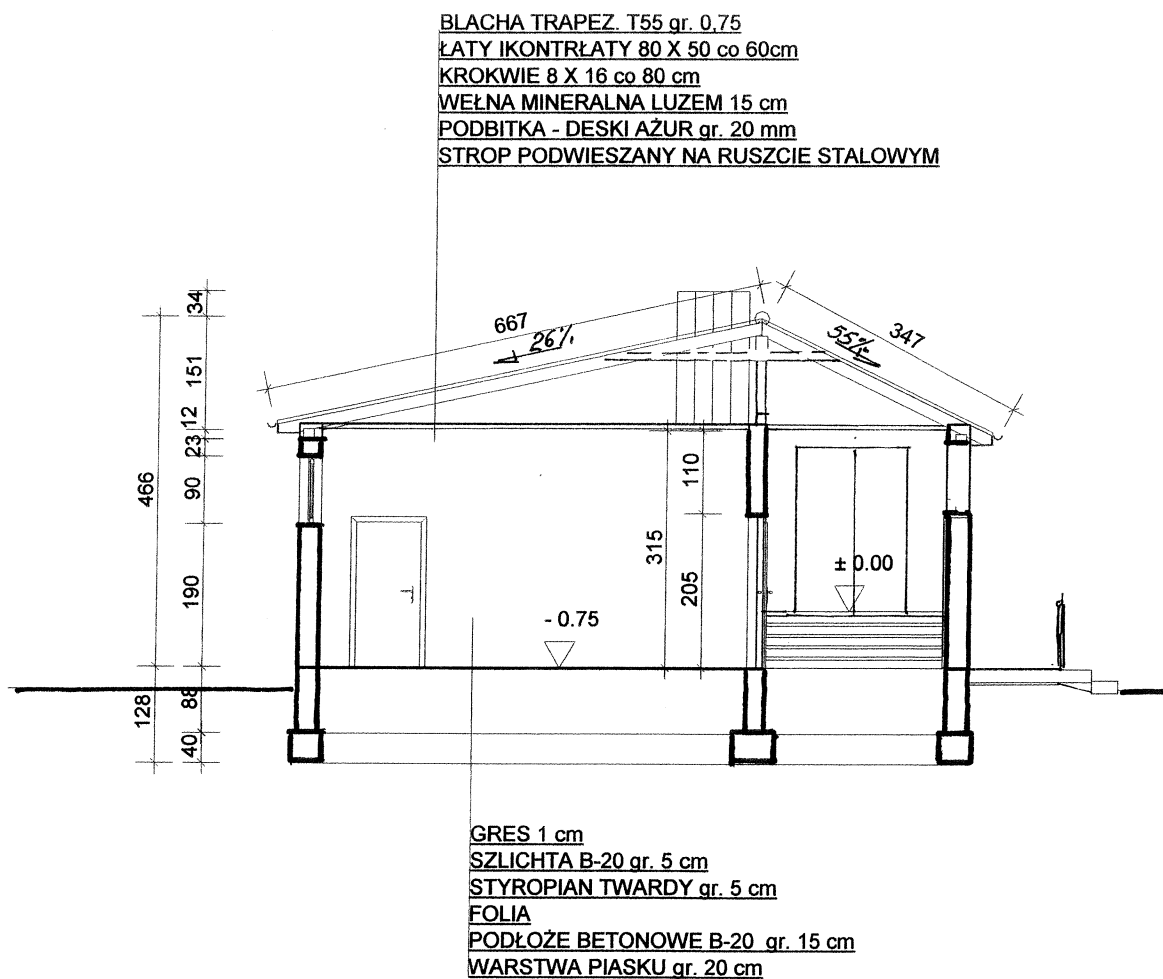 BLACHA TRAPEZ. T55 gr. 0,75
ŁATY IKONTRŁATY 80 X 50 co 60cm
KROKWIE 8 X 16 co 80 cm
WEŁNA MINERALNA LUZEM 15 cm
PODBITKA - DESKI AŻUR gr. 20 mm
STROP PODWIESZANY NA RUSZCIE STALOWYM
34
667
26%
55%
347
151
12
23
466
90
110
315
± 0.00
190
205
- 0.75
128
88
40
GRES 1 cm
SZLICHTA B-20 gr. 5 cm
STYROPIAN TWARDY gr. 5 cm
FOLIA
PODŁOŻE BETONOWE B-20 gr. 15 cm
WARSTWA PIASKU gr. 20 cm